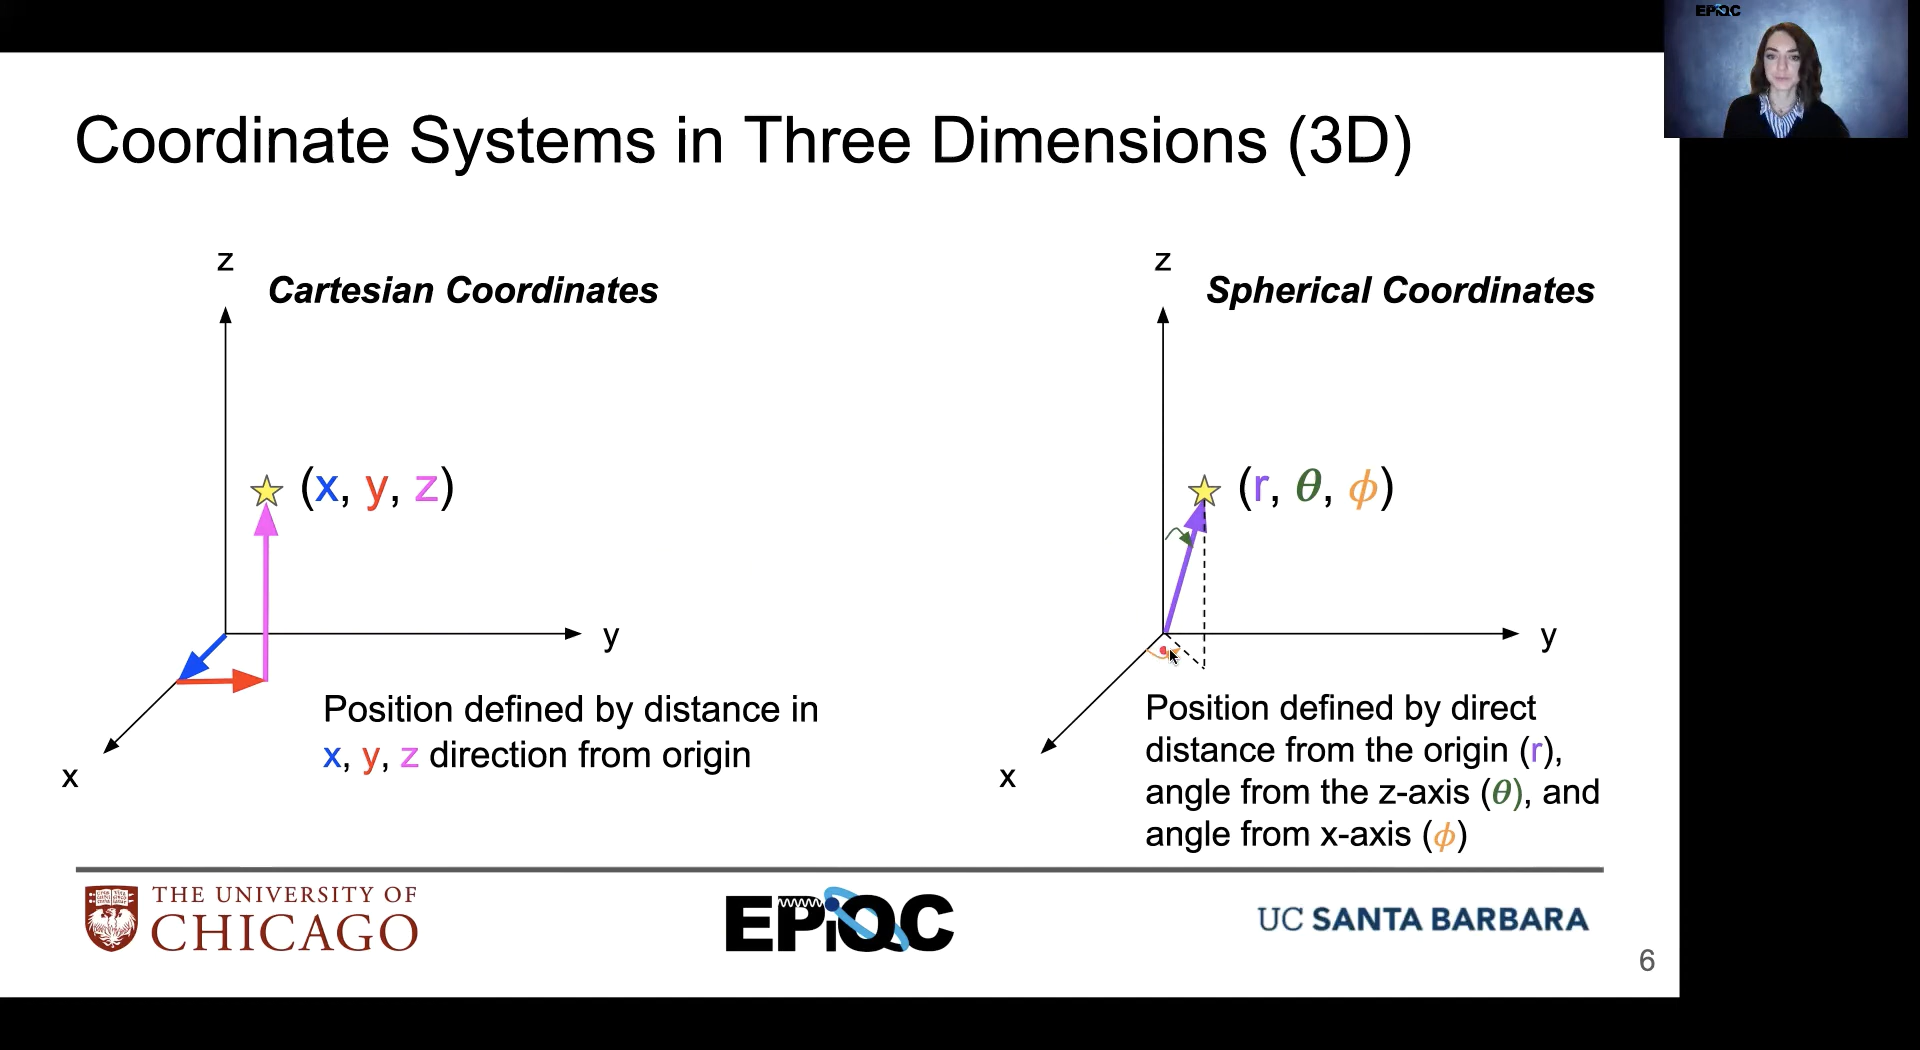 EPiQC
Coordinate Systems in Three Dimensions (3D)
z
Cartesian Coordinates
(x, y, z)
y
x
Position defined by distance in
x, y, z direction from origin
z
Spherical Coordinates
(r, θ, ϕ)
y
x
Position defined by direct
distance from the origin (r),
angle from the z-axis (θ), and
angle from x-axis (ϕ)
THE UNIVERSITY OF
CHICAGO
EPiQC
UC SANTA BARBARA
6